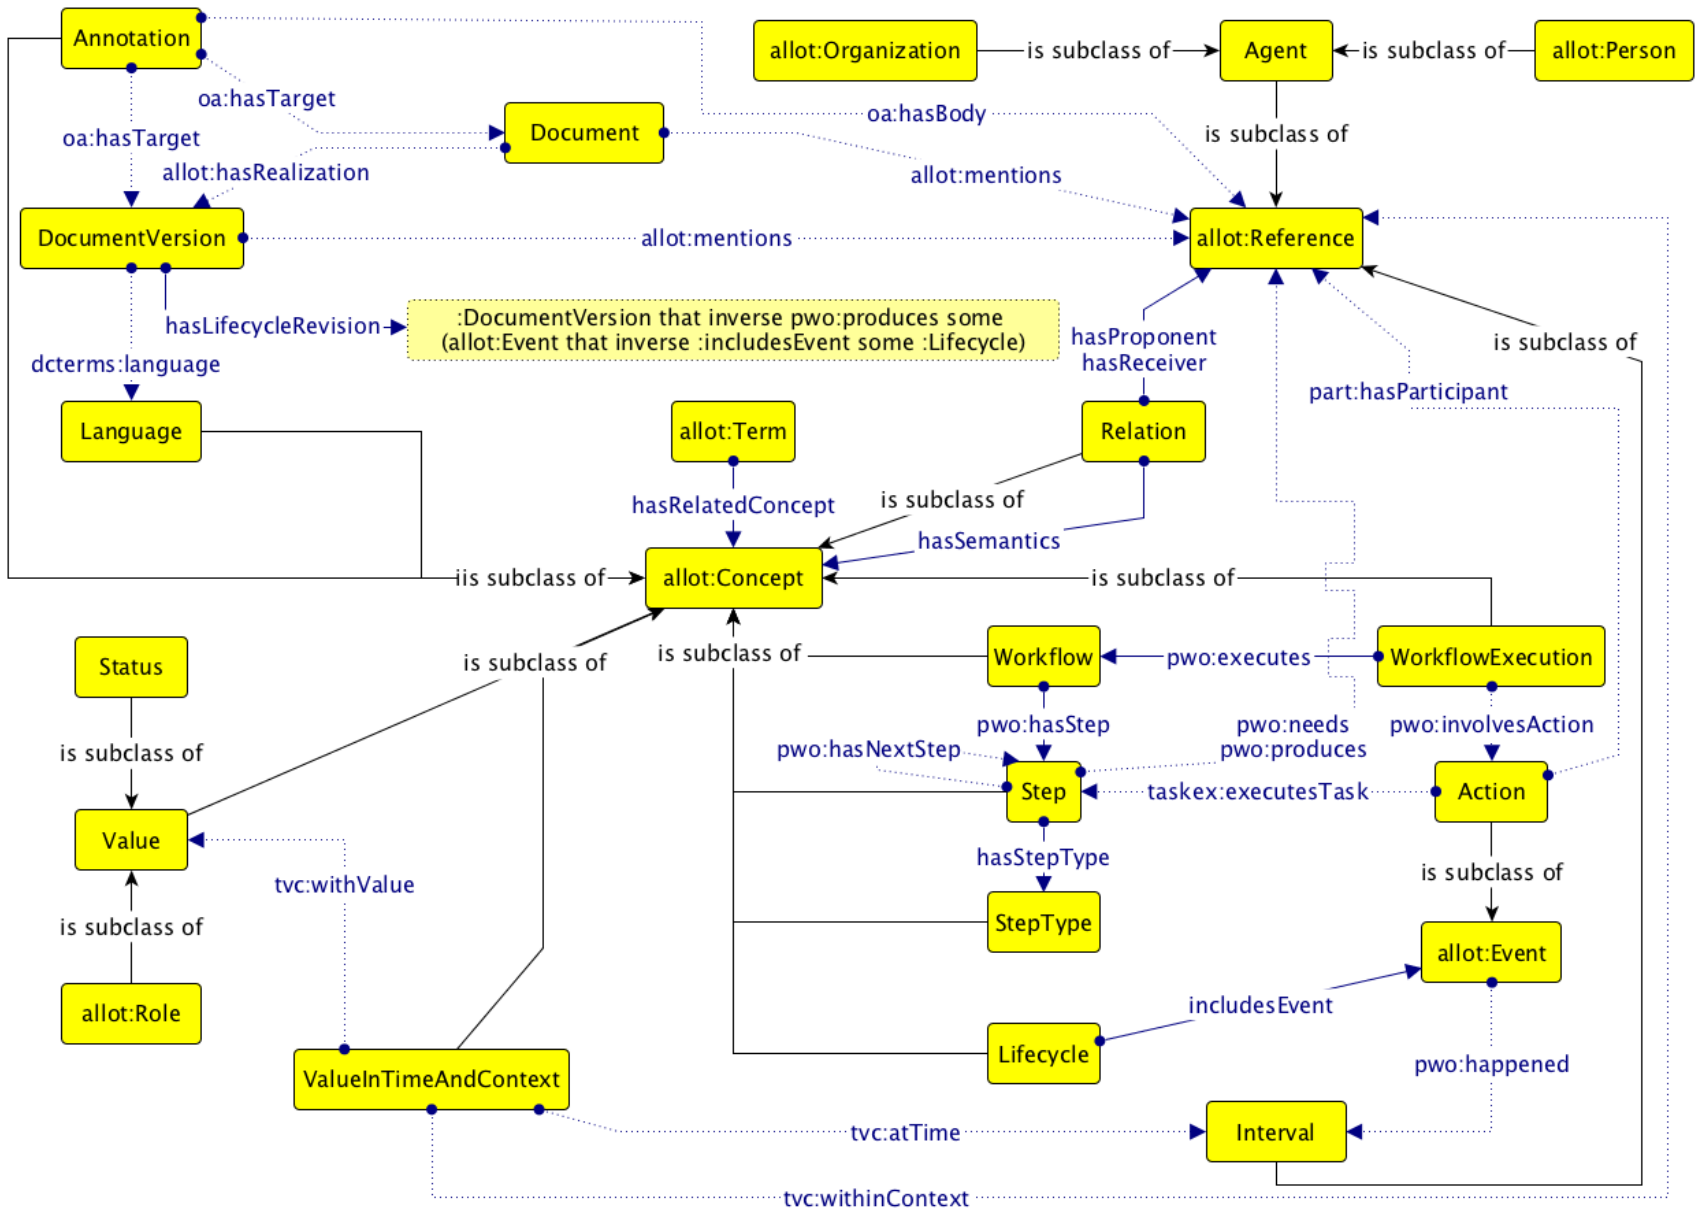 Annotation
allot:Organization
is subclass of
Agent
is subclass of
allot:Person
oa:hasTarget
oa:hasBody
oa:hasTarget
Document
is subclass of
allot:hasRealization
allot:mentions
DocumentVersion
allot:mentions
allot:Reference
hasLifecycleRevision
:DocumentVersion that inverse pwo:produces some
(allot:Event that inverse :includesEvent some :Lifecycle)
hasProponent
hasReceiver
is subclass of
dcterms:language
part:hasParticipant
Language
allot:Term
Relation
hasRelatedConcept
is subclass of
hasSemantics
iis subclass of
allot:Concept
is subclass of
Status
is subclass of
is subclass of
Workflow
pwo:executes
WorkflowExecution
is subclass of
pwo:hasStep
pwo:needs
pwo:produces
pwo:involvesAction
pwo:hasNextStep
Step
taskex:executesTask
Action
Value
hasStepType
is subclass of
tvc:withValue
is subclass of
StepType
allot:Event
allot:Role
includesEvent
Lifecycle
pwo:happened
ValueInTimeAndContext
tvc:atTime
Interval
tvc:withinContext